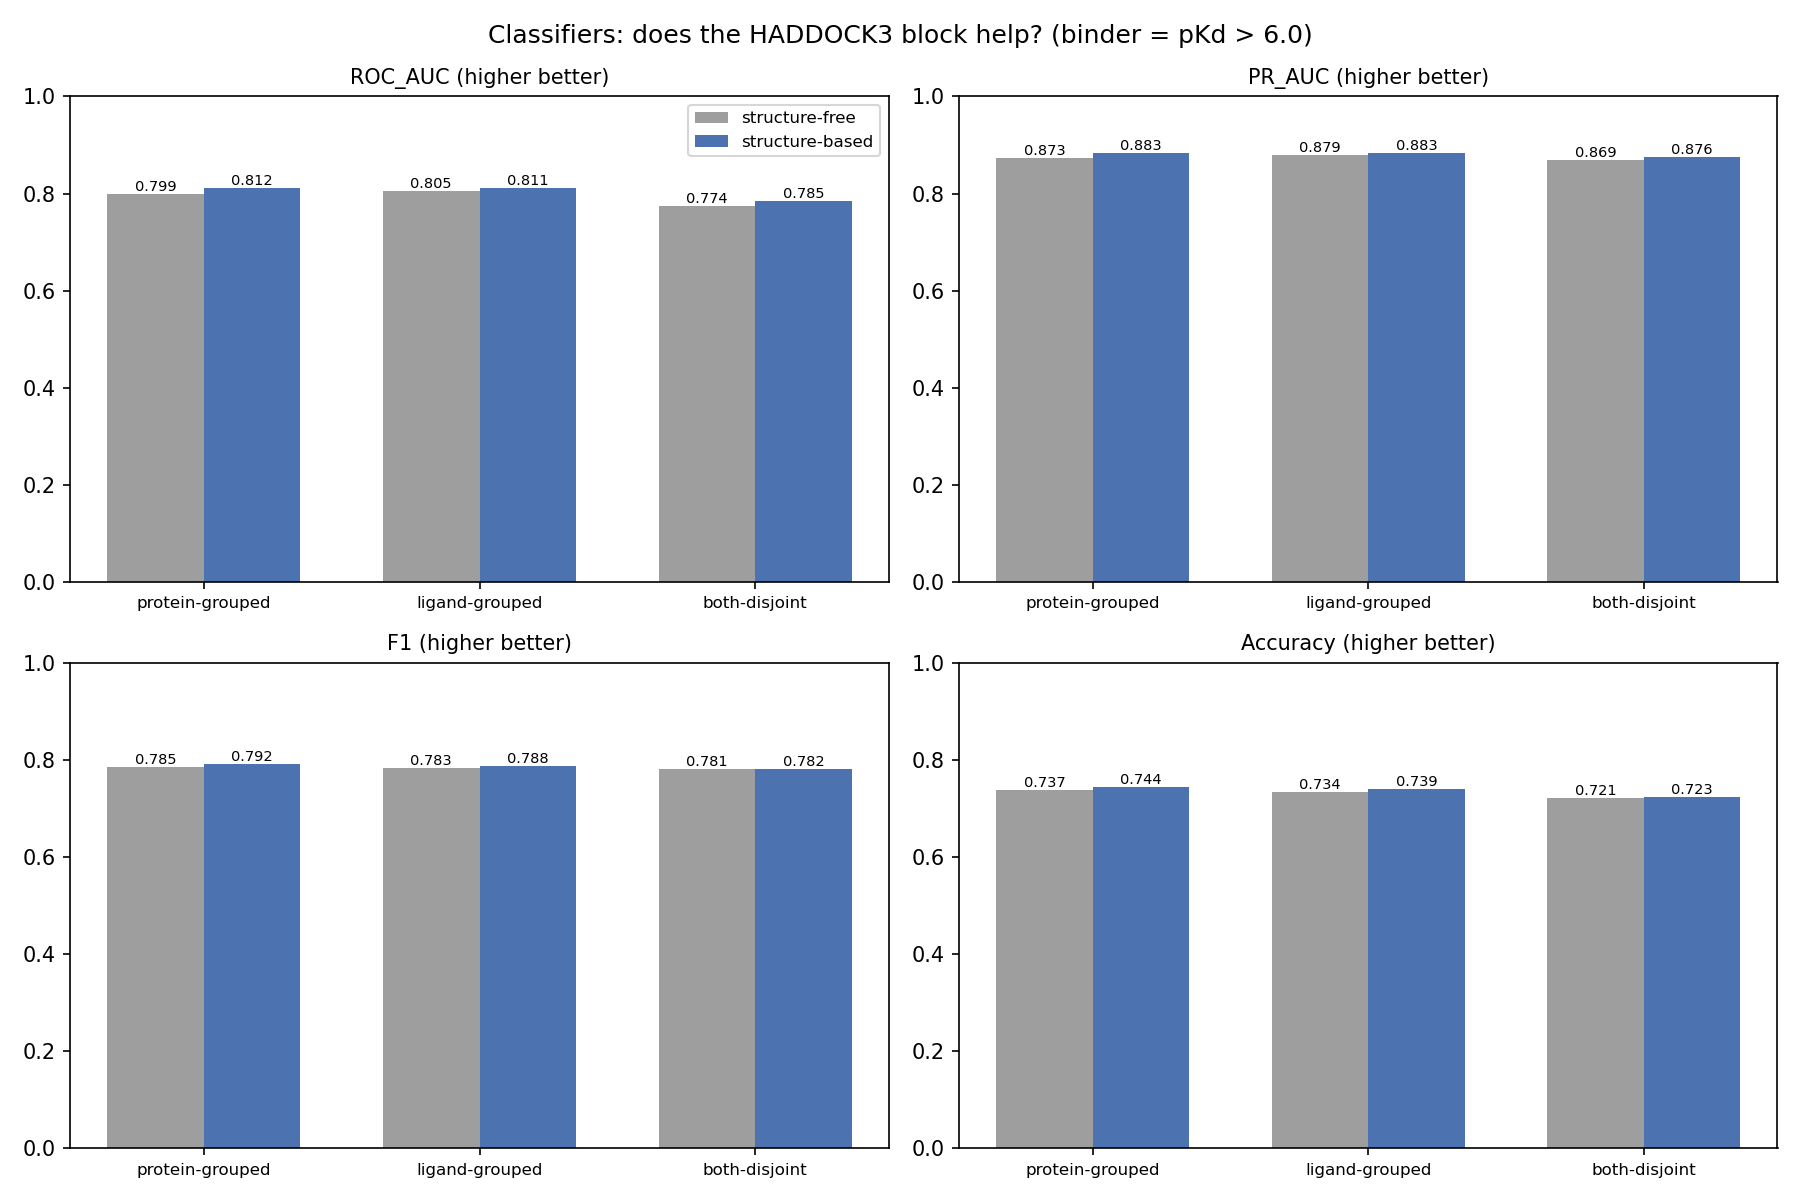 Classifiers: does the HADDOCK3 block help? (binder = pKd > 6.0)
ROC_AUC (higher better)
1.0
0.8
0.6
0.4
0.2
0.0
structure-free
structure-based
0.799
0.812
0.805
0.811
0.774
0.785
protein-grouped
ligand-grouped
both-disjoint
PR_AUC (higher better)
1.0
0.8
0.6
0.4
0.2
0.0
0.873
0.883
0.879
0.883
0.869
0.876
protein-grouped
ligand-grouped
both-disjoint
F1 (higher better)
1.0
0.8
0.6
0.4
0.2
0.0
0.785
0.792
0.783
0.788
0.781
0.782
protein-grouped
ligand-grouped
both-disjoint
Accuracy (higher better)
1.0
0.8
0.6
0.4
0.2
0.0
0.737
0.744
0.734
0.739
0.721
0.723
protein-grouped
ligand-grouped
both-disjoint